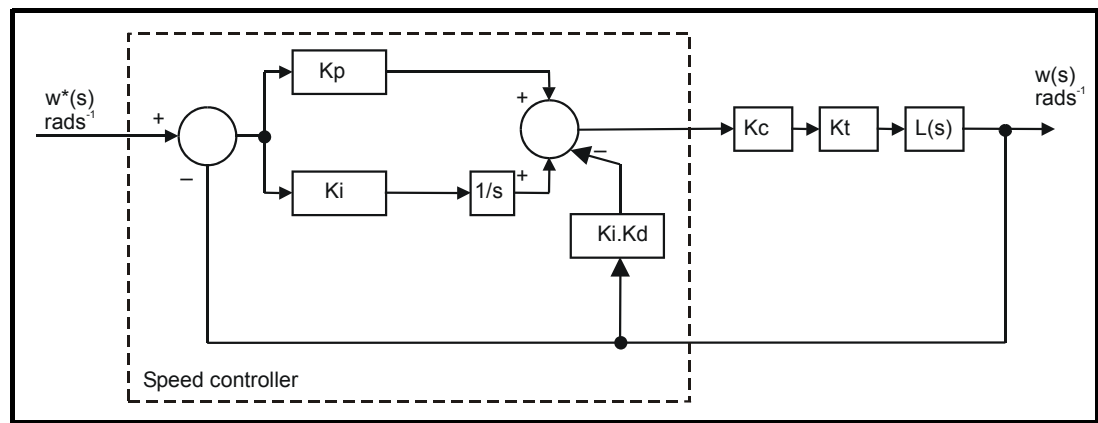 w*(s)
rads⁻¹
+
–
Kp
Ki
1/s
+
+
–
Ki.Kd
Kc
Kt
L(s)
w(s)
rads⁻¹
Speed controller